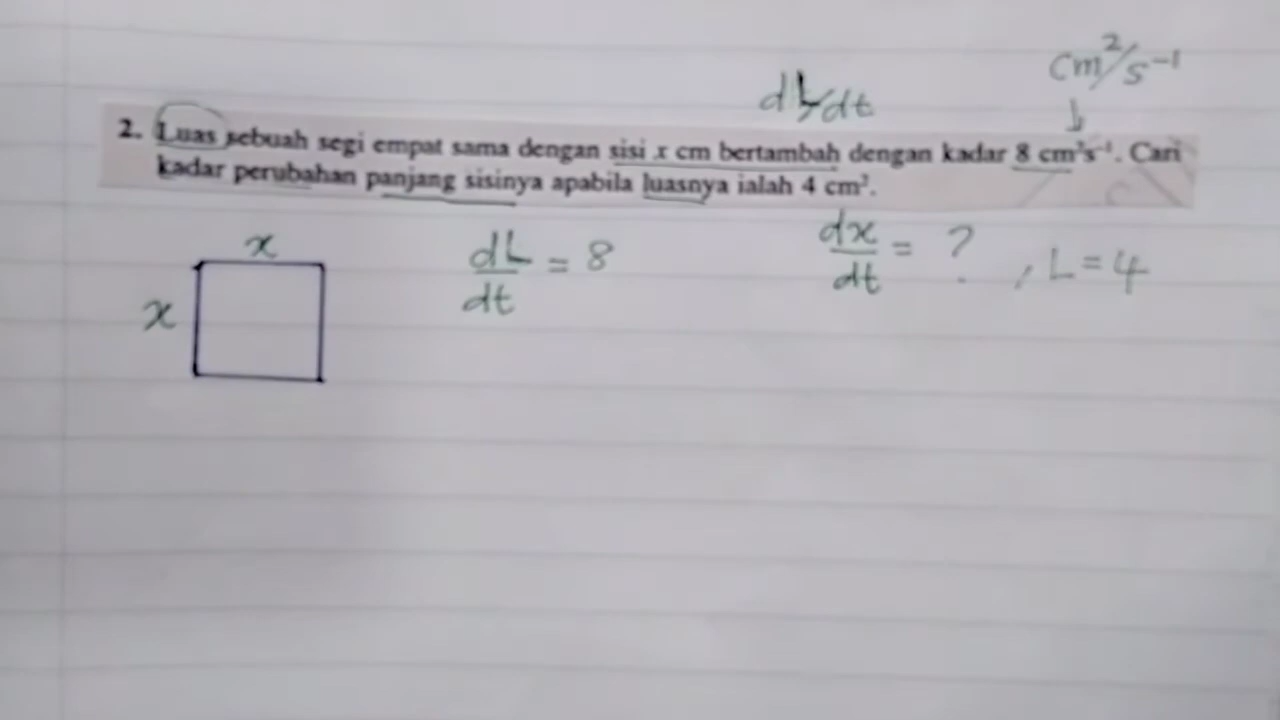 cm²/s⁻¹
dL/dt
↓
2. Luas sebuah segi empat sama dengan sisi x cm bertambah dengan kadar 8 cm²s⁻¹. Cari
kadar perubahan panjang sisinya apabila luasnya ialah 4 cm².
x
x
dL/dt = 8
dx/dt = ? , L = 4